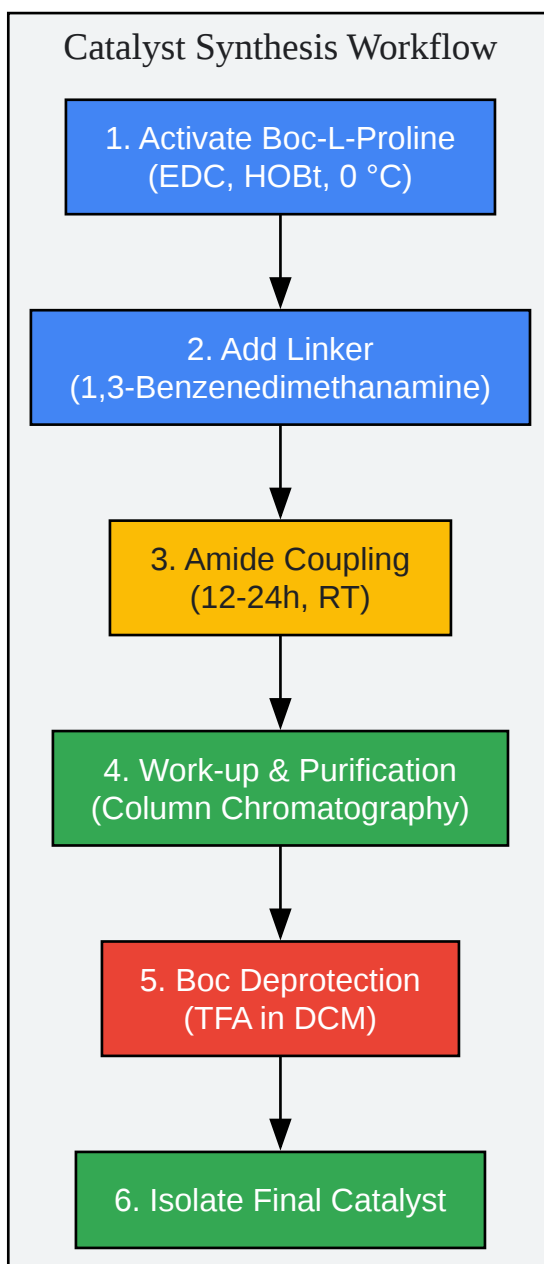 Catalyst Synthesis Workflow
1. Activate Boc-L-Proline
(EDC, HOBt, 0 °C)
2. Add Linker
(1,3-Benzenedimethanamine)
3. Amide Coupling
(12-24h, RT)
4. Work-up & Purification
(Column Chromatography)
5. Boc Deprotection
(TFA in DCM)
6. Isolate Final Catalyst